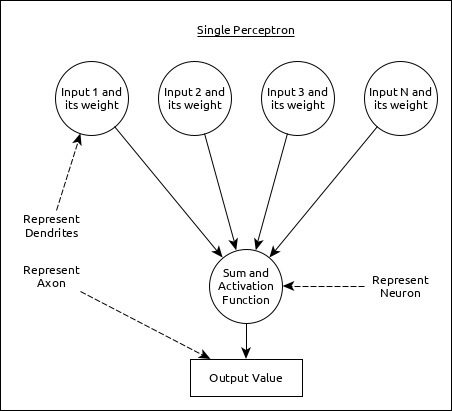 Single Perceptron
Input 1 and
its weight
Input 2 and
its weight
Input 3 and
its weight
Input N and
its weight
Represent
Dendrites
Represent
Axon
Sum and
Activation
Function
Represent
Neuron
Output Value